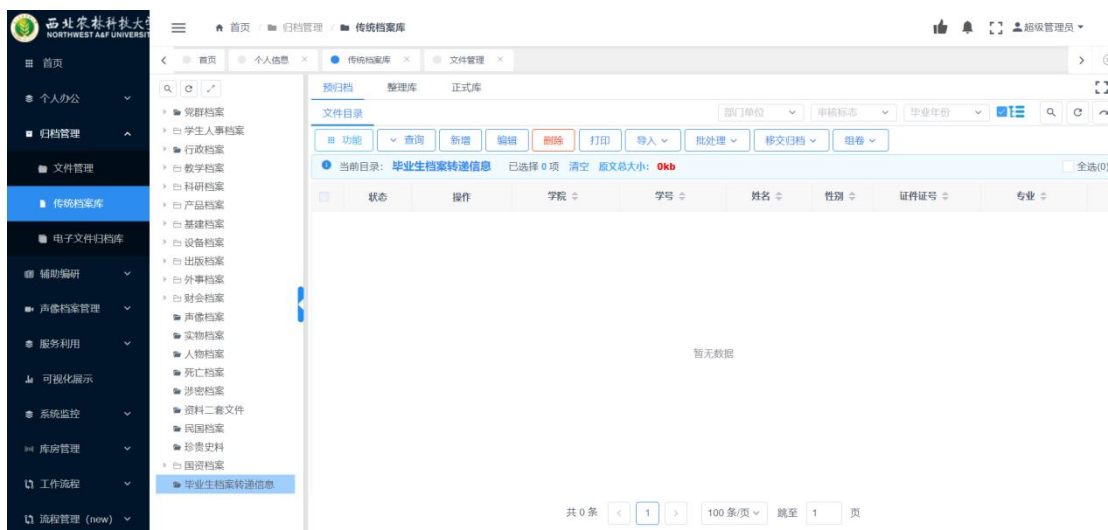 西北农林科技大学
NORTHWEST A&F UNIVERSIT
首页 / 归档管理 / 传统档案库
超级管理员
首页 个人信息 × 传统档案库 × 文件管理 ×
首页
个人办公
归档管理
文件管理
传统档案库
电子文件归档库
辅助编研
声像档案管理
服务利用
可视化展示
系统监控
库房管理
工作流程
流程管理 (new)
党群档案
学生人事档案
行政档案
教学档案
科研档案
产品档案
基建档案
设备档案
出版档案
外事档案
财会档案
声像档案
实物档案
人物档案
死亡档案
涉密档案
资料二套文件
民国档案
珍贵史料
国资档案
毕业生档案转递信息
预归档 整理库 正式库
文件目录 部门单位 审核标志 毕业年份
功能 查询 新增 编辑 删除 打印 导入 批处理 移交归档 组卷
当前目录: 毕业生档案转递信息 已选择 0 项 清空 原文总大小: 0kb 全选(0)
状态 操作 学院 学号 姓名 性别 证件证号 专业
暂无数据
共 0 条 < 1 > 100 条/页 跳至 1 页